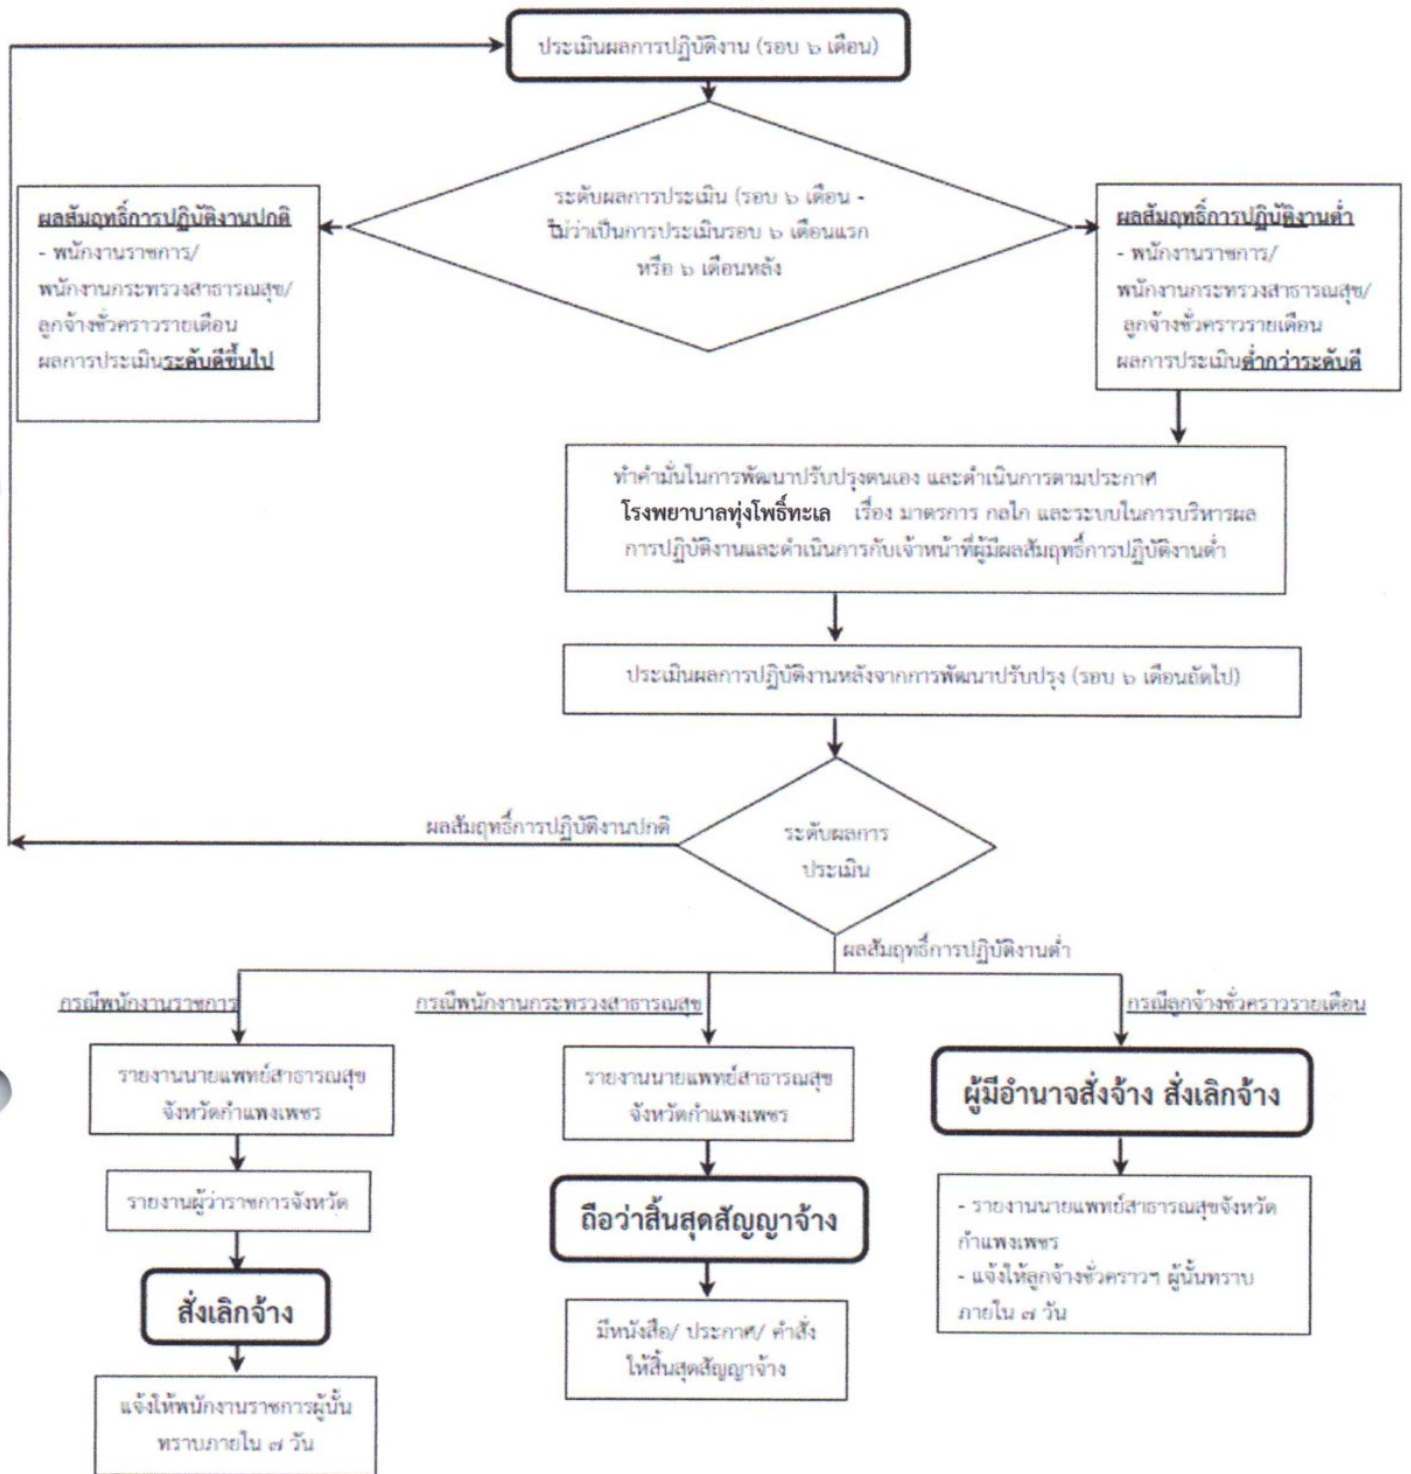 ประเมินผลการปฏิบัติงาน (รอบ ๖ เดือน)
ระดับผลการประเมิน (รอบ ๖ เดือน -
ไม่ว่าเป็นการประเมินรอบ ๖ เดือนแรก
หรือ ๖ เดือนหลัง
ผลสัมฤทธิ์การปฏิบัติงานปกติ
- พนักงานราชการ/
พนักงานกระทรวงสาธารณสุข/
ลูกจ้างชั่วคราวรายเดือน
ผลการประเมินระดับดีขึ้นไป
ผลสัมฤทธิ์การปฏิบัติงานต่ำ
- พนักงานราชการ/
พนักงานกระทรวงสาธารณสุข/
ลูกจ้างชั่วคราวรายเดือน
ผลการประเมินต่ำกว่าระดับดี
ทำคำมั่นในการพัฒนาปรับปรุงตนเอง และดำเนินการตามประกาศ
โรงพยาบาลทุ่งโพธิ์ทะเล เรื่อง มาตรการ กลไก และระบบในการบริหารผล
การปฏิบัติงานและดำเนินการกับเจ้าหน้าที่ผู้มีผลสัมฤทธิ์การปฏิบัติงานต่ำ
ประเมินผลการปฏิบัติงานหลังจากการพัฒนาปรับปรุง (รอบ ๖ เดือนถัดไป)
ผลสัมฤทธิ์การปฏิบัติงานปกติ
ระดับผลการ
ประเมิน
ผลสัมฤทธิ์การปฏิบัติงานต่ำ
กรณีพนักงานราชการ
รายงานนายแพทย์สาธารณสุข
จังหวัดกำแพงเพชร
รายงานผู้ว่าราชการจังหวัด
สั่งเลิกจ้าง
แจ้งให้พนักงานราชการผู้นั้น
ทราบภายใน ๗ วัน
กรณีพนักงานกระทรวงสาธารณสุข
รายงานนายแพทย์สาธารณสุข
จังหวัดกำแพงเพชร
ถือว่าสิ้นสุดสัญญาจ้าง
มีหนังสือ/ ประกาศ/ คำสั่ง
ให้สิ้นสุดสัญญาจ้าง
กรณีลูกจ้างชั่วคราวรายเดือน
ผู้มีอำนาจสั่งจ้าง สั่งเลิกจ้าง
- รายงานนายแพทย์สาธารณสุขจังหวัด
กำแพงเพชร
- แจ้งให้ลูกจ้างชั่วคราวฯ ผู้นั้นทราบ
ภายใน ๗ วัน